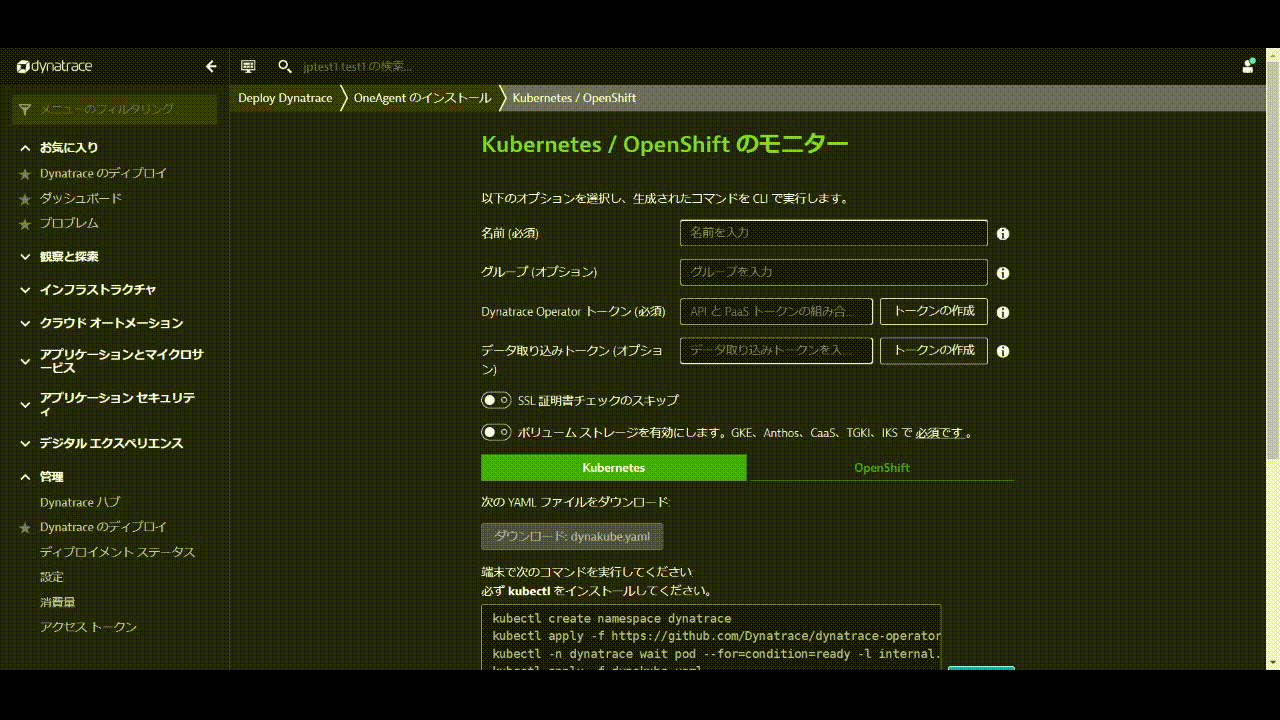 dynatrace
jptest1 test1 の検索...
メニューのフィルタリング
お気に入り
Dynatrace のディプロイ
ダッシュボード
プロブレム
観察と探索
インフラストラクチャ
クラウド オートメーション
アプリケーションとマイクロサ
ービス
アプリケーション セキュリテ
ィ
デジタル エクスペリエンス
管理
Dynatrace ハブ
Dynatrace のディプロイ
ディプロイメント ステータス
設定
消費量
アクセス トークン
Deploy Dynatrace
OneAgent のインストール
Kubernetes / OpenShift
Kubernetes / OpenShift のモニター
以下のオプションを選択し、生成されたコマンドを CLI で実行します。
名前 (必須)
名前を入力
グループ (オプション)
グループを入力
Dynatrace Operator トークン (必須)
API と PaaS トークンの組み合...
トークンの作成
データ取り込みトークン (オプショ
ン)
データ取り込みトークンを入...
トークンの作成
SSL 証明書チェックのスキップ
ボリューム ストレージを有効にします。GKE、Anthos、CaaS、TGKI、IKS で 必須です 。
Kubernetes
OpenShift
次の YAML ファイルをダウンロード:
ダウンロード: dynakube.yaml
端末で次のコマンドを実行してください
必ず kubectl をインストールしてください。
kubectl create namespace dynatrace
kubectl apply -f https://github.com/Dynatrace/dynatrace-operator
kubectl -n dynatrace wait pod --for=condition=ready -l internal.
kubectl apply -f dynakube.yaml